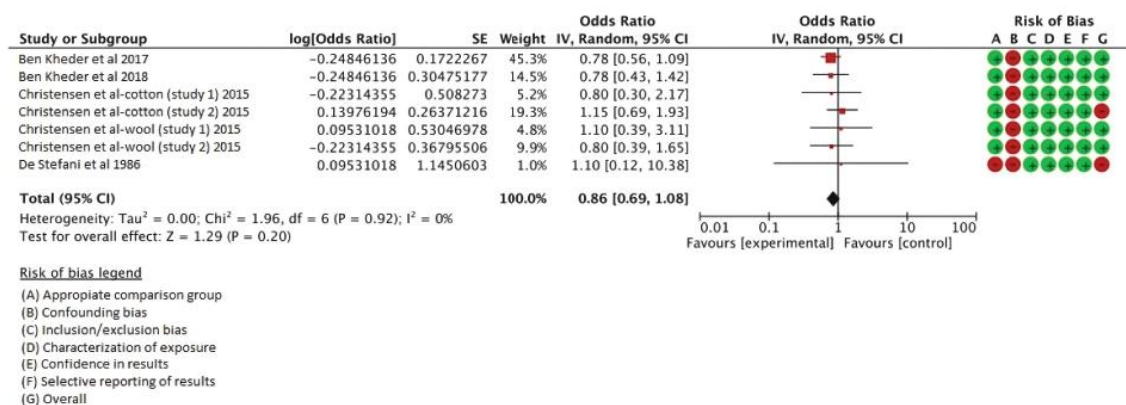 Odds Ratio Odds Ratio Risk of Bias
Study or Subgroup log[Odds Ratio] SE Weight IV, Random, 95% CI IV, Random, 95% CI A B C D E F G
Ben Kheder et al 2017 -0.24846136 0.1722267 45.3% 0.78 [0.56, 1.09]
Ben Kheder et al 2018 -0.24846136 0.30475177 14.5% 0.78 [0.43, 1.42]
Christensen et al-cotton (study 1) 2015 -0.22314355 0.508273 5.2% 0.80 [0.30, 2.17]
Christensen et al-cotton (study 2) 2015 0.13976194 0.26371216 19.3% 1.15 [0.69, 1.93]
Christensen et al-wool (study 1) 2015 0.09531018 0.53046978 4.8% 1.10 [0.39, 3.11]
Christensen et al-wool (study 2) 2015 -0.22314355 0.36795506 9.9% 0.80 [0.39, 1.65]
De Stefani et al 1986 0.09531018 1.1450603 1.0% 1.10 [0.12, 10.38]
Total (95% CI) 100.0% 0.86 [0.69, 1.08]
Heterogeneity: Tau² = 0.00; Chi² = 1.96, df = 6 (P = 0.92); I² = 0%
Test for overall effect: Z = 1.29 (P = 0.20)
0.01 0.1 1 10 100
Favours [experimental] Favours [control]
Risk of bias legend
(A) Appropiate comparison group
(B) Confounding bias
(C) Inclusion/exclusion bias
(D) Characterization of exposure
(E) Confidence in results
(F) Selective reporting of results
(G) Overall